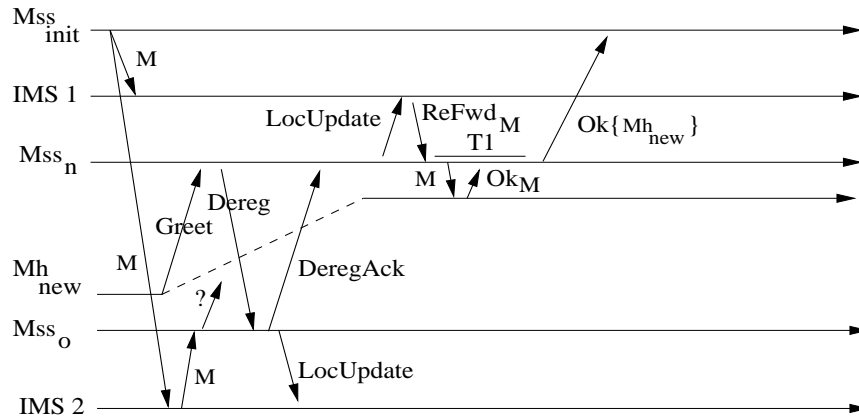 Mss init
M
IMS 1
LocUpdate
ReFwd M
T1
Ok{Mh new}
Mss n
M
Ok M
Dereg
Greet
M
Mh new
?
DeregAck
Mss o
M
LocUpdate
IMS 2